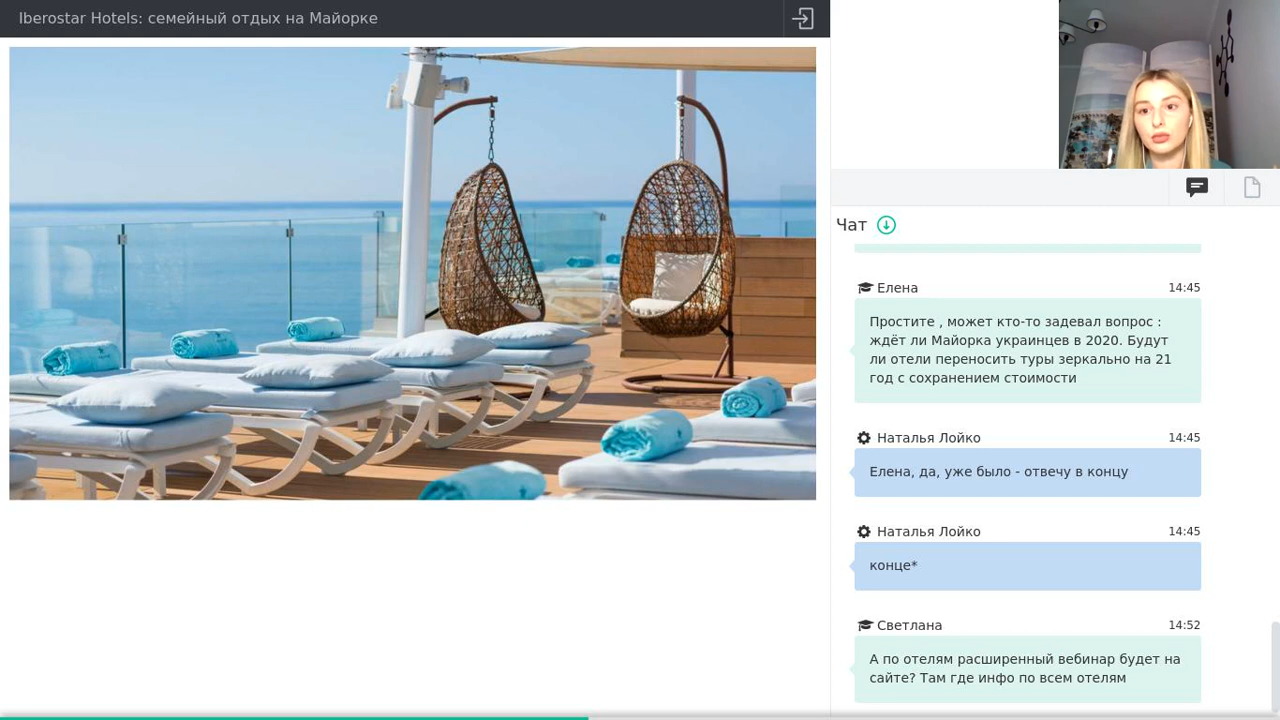 Iberostar Hotels: семейный отдых на Майорке
Чат
Елена 14:45
Простите , может кто-то задевал вопрос :
ждёт ли Майорка украинцев в 2020. Будут
ли отели переносить туры зеркально на 21
год с сохранением стоимости
Наталья Лойко 14:45
Елена, да, уже было - отвечу в концу
Наталья Лойко 14:45
конце*
Светлана 14:52
А по отелям расширенный вебинар будет на
сайте? Там где инфо по всем отелям